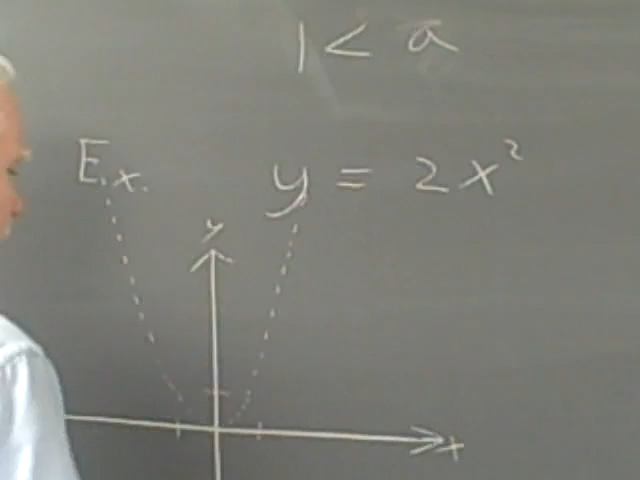 1 < a
Ex.
y = 2x²
y
x